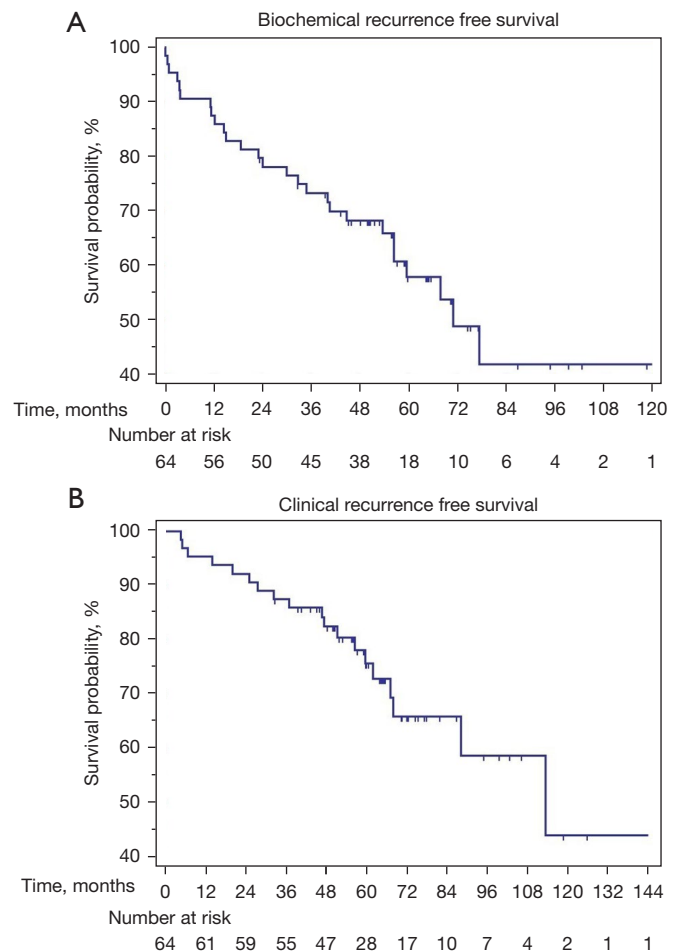 A
Biochemical recurrence free survival
100
90
80
70
60
50
40
Survival probability, %
0 12 24 36 48 60 72 84 96 108 120
Time, months
Number at risk
64 56 50 45 38 18 10 6 4 2 1
B
Clinical recurrence free survival
100
90
80
70
60
50
40
Survival probability, %
Time, months
0 12 24 36 48 60 72 84 96 108 120 132 144
Number at risk
64 61 59 55 47 28 17 10 7 4 2 1 1